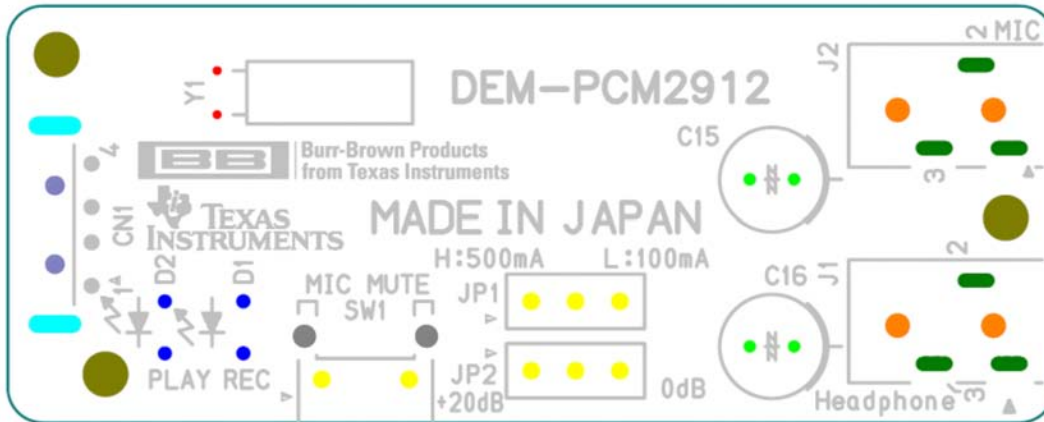 2 MIC
J2
Y1
DEM-PCM2912
C15
4
BB
Burr-Brown Products
from Texas Instruments
3
CN1
TEXAS
INSTRUMENTS
MADE IN JAPAN
2
H:500mA
L:100mA
1
D2
D1
MIC MUTE
SW1
JP1
C16
J1
PLAY
REC
JP2
+20dB
0dB
Headphone
3